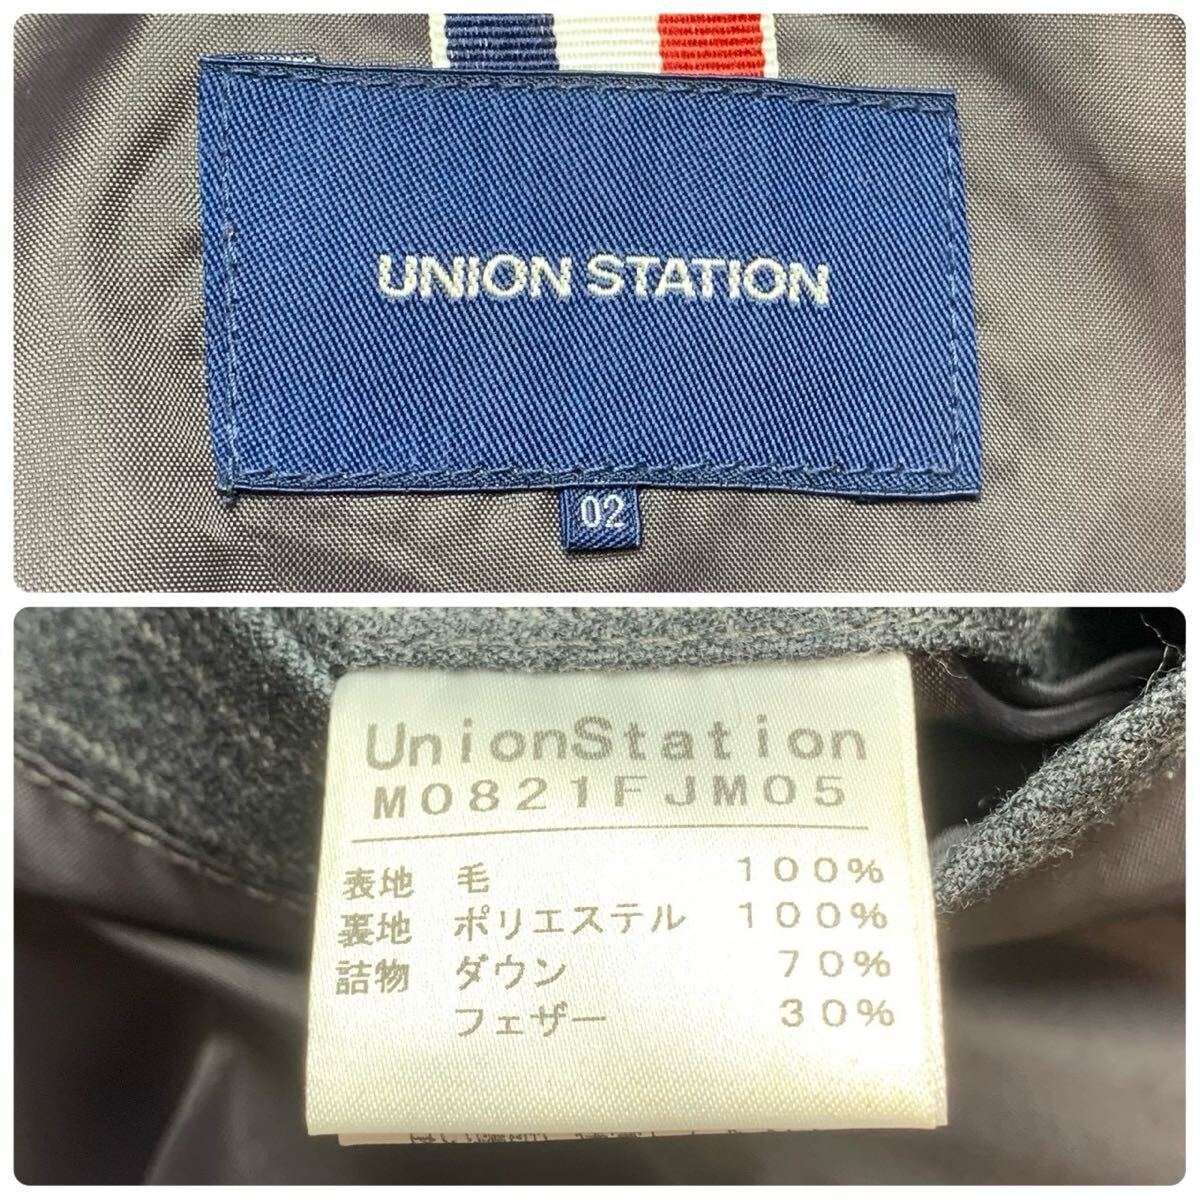 UNION STATION
02
UnionStation
M0821FJM05
表地 毛 100%
裏地 ポリエステル 100%
詰物 ダウン 70%
フェザー 30%